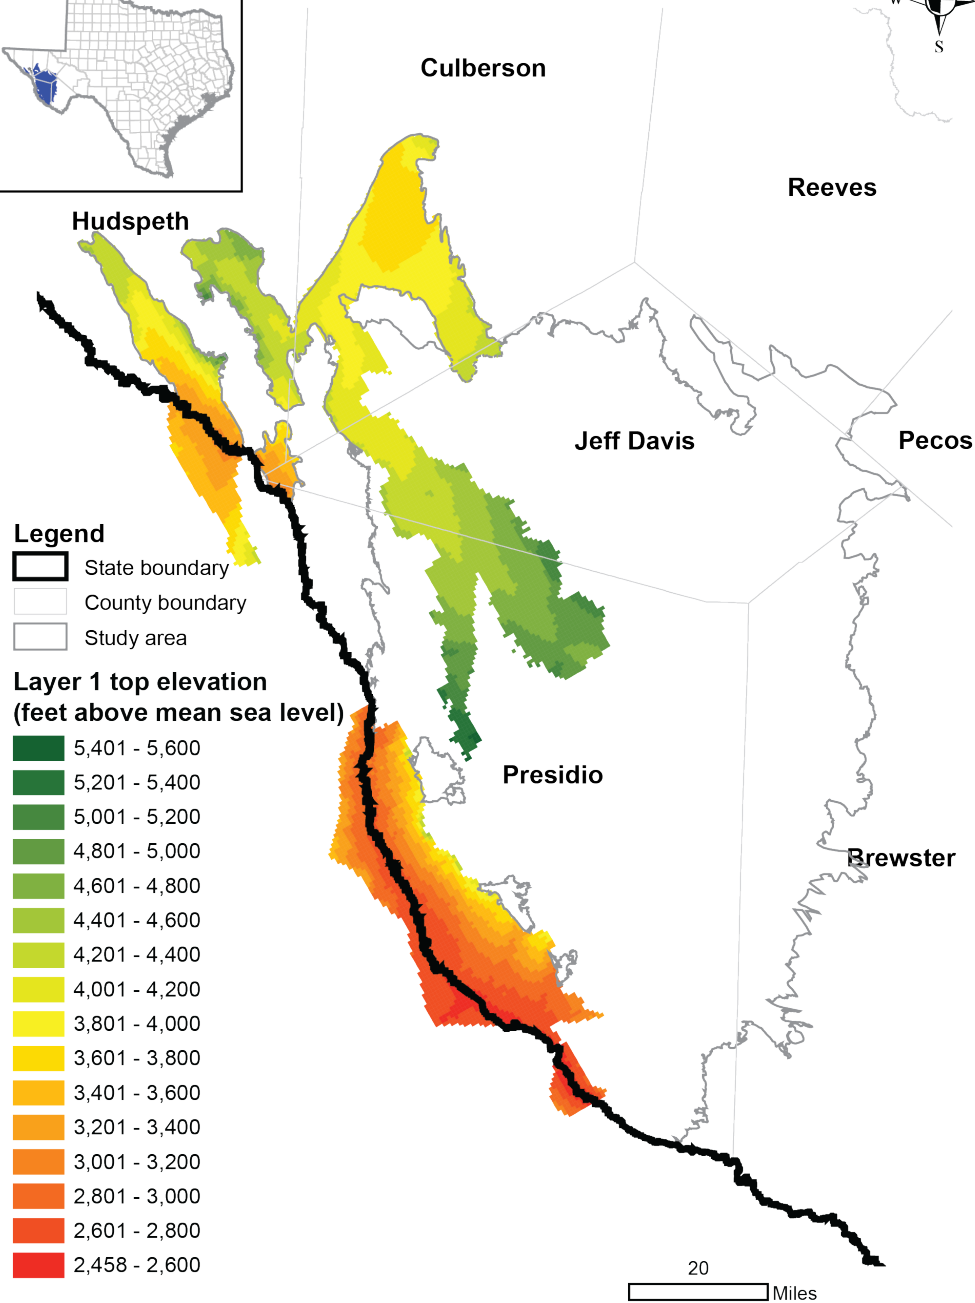 W
S
Culberson
Reeves
Hudspeth
Jeff Davis
Pecos
Legend
State boundary
County boundary
Study area
Layer 1 top elevation
(feet above mean sea level)
5,401 - 5,600
5,201 - 5,400
5,001 - 5,200
4,801 - 5,000
4,601 - 4,800
4,401 - 4,600
4,201 - 4,400
4,001 - 4,200
3,801 - 4,000
3,601 - 3,800
3,401 - 3,600
3,201 - 3,400
3,001 - 3,200
2,801 - 3,000
2,601 - 2,800
2,458 - 2,600
Presidio
Brewster
20
Miles